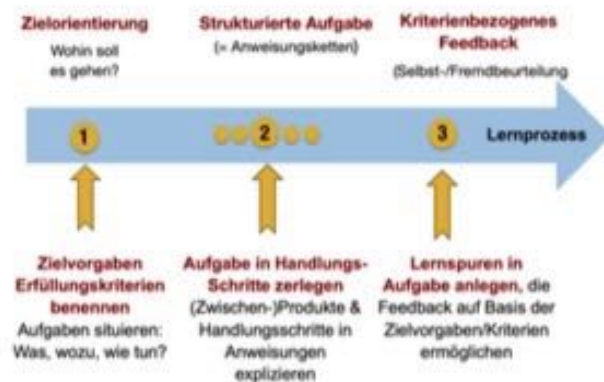 Zielorientierung
Wohin soll
es gehen?
Strukturierte Aufgabe
(= Anweisungsketten)
Kriterienbezogenes
Feedback
(Selbst-/Fremdbeurteilung
1
2
3
Lernprozess
Zielvorgaben
Erfüllungskriterien
benennen
Aufgaben situieren:
Was, wozu, wie tun?
Aufgabe in Handlungs-
Schritte zerlegen
(Zwischen-)Produkte &
Handlungsschritte in
Anweisungen
explizieren
Lernspuren in
Aufgabe anlegen, die
Feedback auf Basis der
Zielvorgaben/Kriterien
ermöglichen